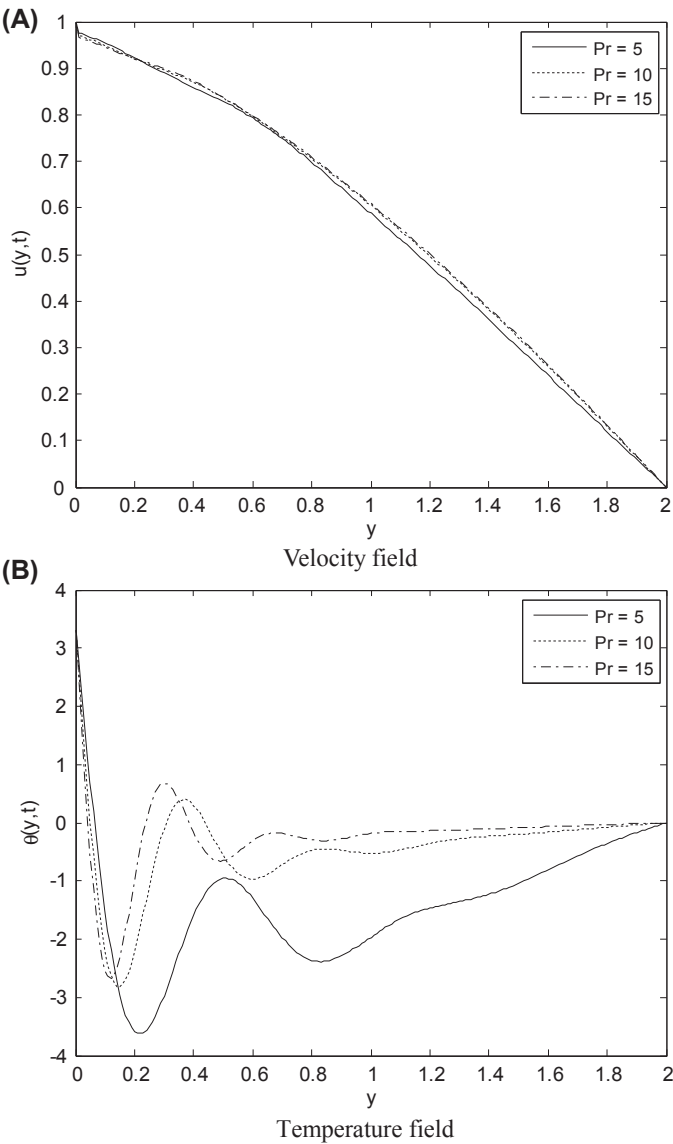 (A)
1
0.9
0.8
0.7
0.6
0.5
0.4
0.3
0.2
0.1
0
u(y,t)
Pr = 5
Pr = 10
Pr = 15
0 0.2 0.4 0.6 0.8 1 1.2 1.4 1.6 1.8 2
y
Velocity field
(B)
4
3
2
1
0
-1
-2
-3
-4
θ(y,t)
Pr = 5
Pr = 10
Pr = 15
0 0.2 0.4 0.6 0.8 1 1.2 1.4 1.6 1.8 2
y
Temperature field